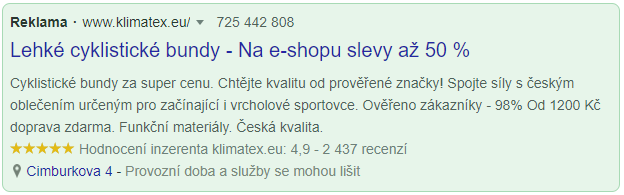 Reklama · www.klimatex.eu/ 725 442 808
Lehké cyklistické bundy - Na e-shopu slevy až 50 %
Cyklistické bundy za super cenu. Chtějte kvalitu od prověřené značky! Spojte síly s českým
oblečením určeným pro začínající i vrcholové sportovce. Ověřeno zákazníky - 98% Od 1200 Kč
doprava zdarma. Funkční materiály. Česká kvalita.
Hodnocení inzerenta klimatex.eu: 4,9 - 2 437 recenzí
Cimburkova 4 - Provozní doba a služby se mohou lišit